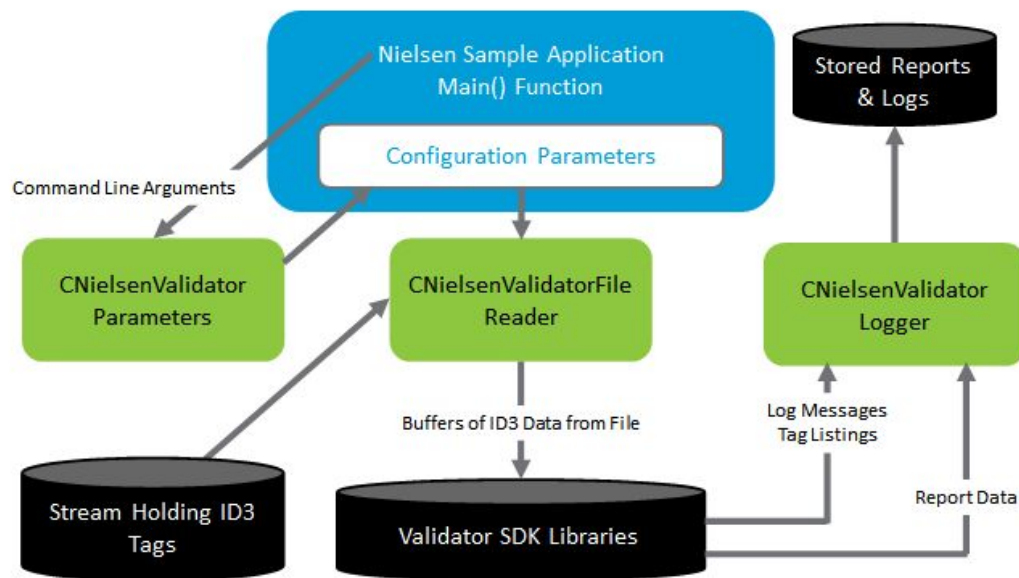 Nielsen Sample Application
Main() Function
Stored Reports
& Logs
Configuration Parameters
Command Line Arguments
CNielsenValidator
Parameters
CNielsenValidatorFile
Reader
CNielsenValidator
Logger
Buffers of ID3 Data from File
Log Messages
Tag Listings
Report Data
Stream Holding ID3
Tags
Validator SDK Libraries